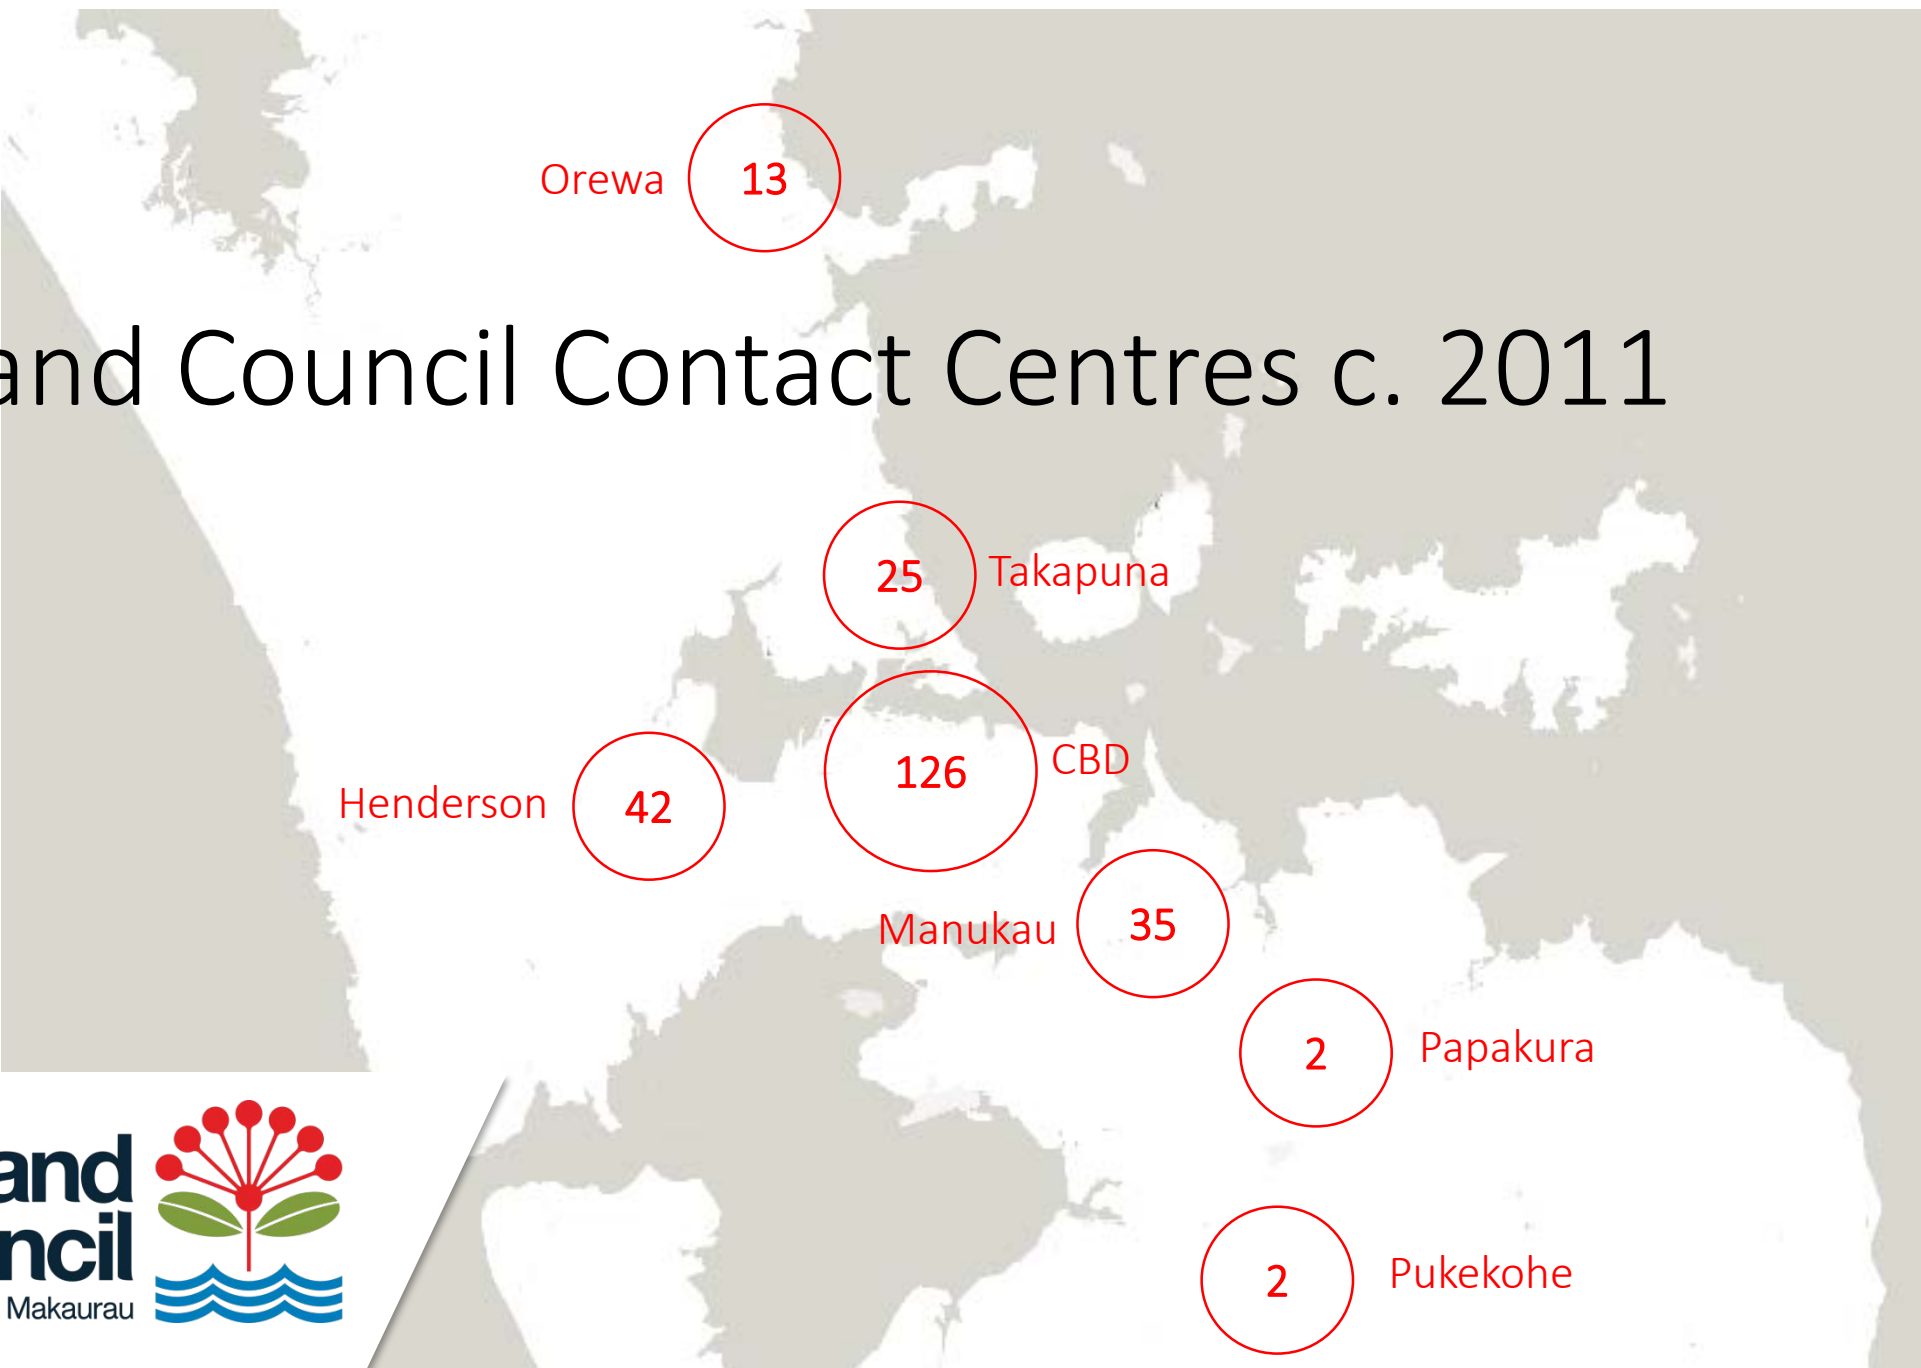 Orewa 13
and Council Contact Centres c. 2011
25 Takapuna
126 CBD
Henderson 42
Manukau 35
2 Papakura
and
ncil
Makaurau
2 Pukekohe